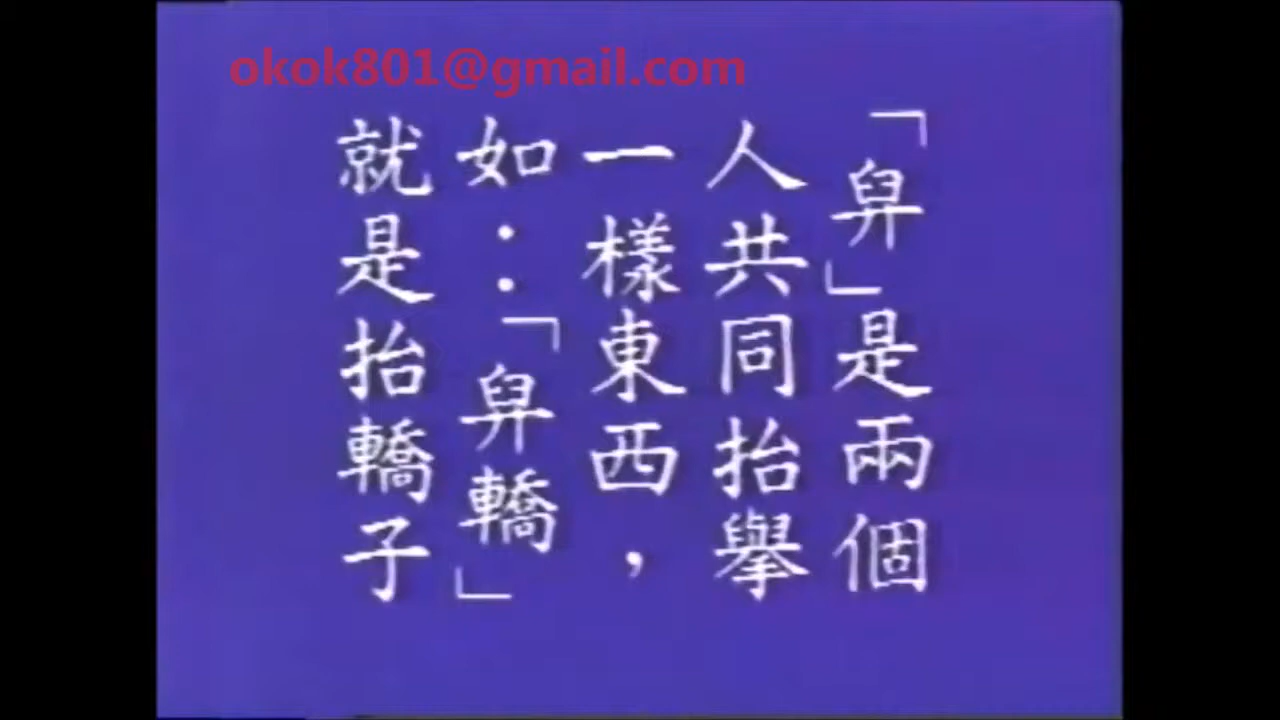 okok801@gmail.com
「舁」是兩個
人共同抬舉
一樣東西，
如：「舁轎」
就是抬轎子